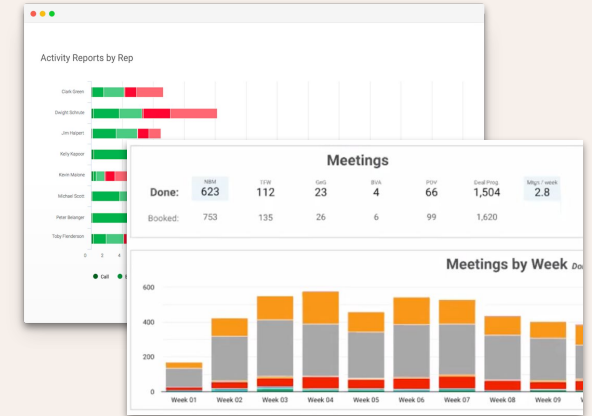 Activity Reports by Rep
Clark Green
Dwight Schrute
Jim Halpert
Kelly Kapoor
Kevin Malone
Michael Scott
Peter Belanger
Toby Flenderson
0 2 4
Call
Meetings
NBM TFW GxG BVA POV Deal Prog Mtgs / week
Done: 623 112 23 4 66 1,504 2.8
Booked: 753 135 26 6 99 1,620
Meetings by Week
600
400
200
0
Week 01 Week 02 Week 03 Week 04 Week 05 Week 06 Week 07 Week 08 Week 09